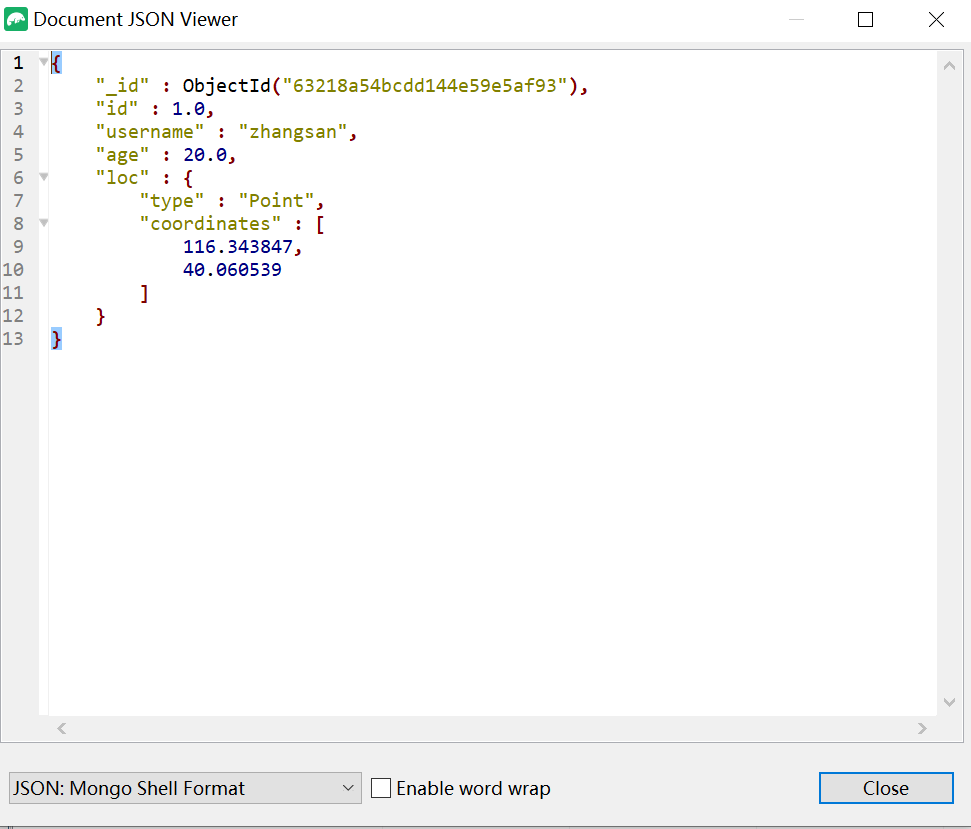 Document JSON Viewer
1 {
2 "_id" : ObjectId("63218a54bcdd144e59e5af93"),
3 "id" : 1.0,
4 "username" : "zhangsan",
5 "age" : 20.0,
6 "loc" : {
7 "type" : "Point",
8 "coordinates" : [
9 116.343847,
10 40.060539
11 ]
12 }
13 }
JSON: Mongo Shell Format Enable word wrap Close